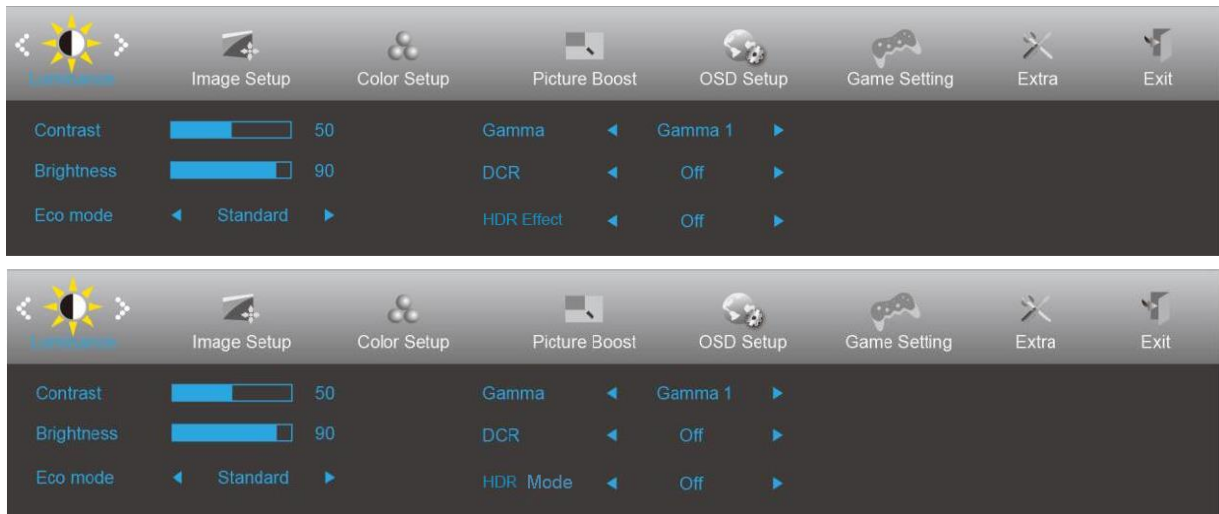 Luminance Image Setup Color Setup Picture Boost OSD Setup Game Setting Extra Exit
Contrast 50 Gamma Gamma 1
Brightness 90 DCR Off
Eco mode Standard HDR Effect Off
Luminance Image Setup Color Setup Picture Boost OSD Setup Game Setting Extra Exit
Contrast 50 Gamma Gamma 1
Brightness 90 DCR Off
Eco mode Standard HDR Mode Off